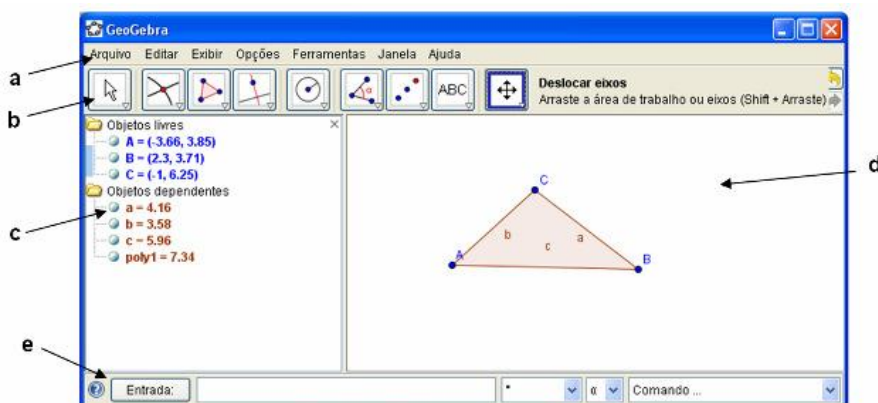 GeoGebra
Arquivo Editar Exibir Opções Ferramentas Janela Ajuda
a
b
α
ABC
Deslocar eixos
Arraste a área de trabalho ou eixos (Shift + Arraste)
Objetos livres
A = (-3.66, 3.85)
B = (2.3, 3.71)
C = (-1, 6.25)
Objetos dependentes
a = 4.16
b = 3.58
c = 5.96
poly1 = 7.34
c
d
C
b
c
a
A
B
e
Entrada:
α
Comando ...